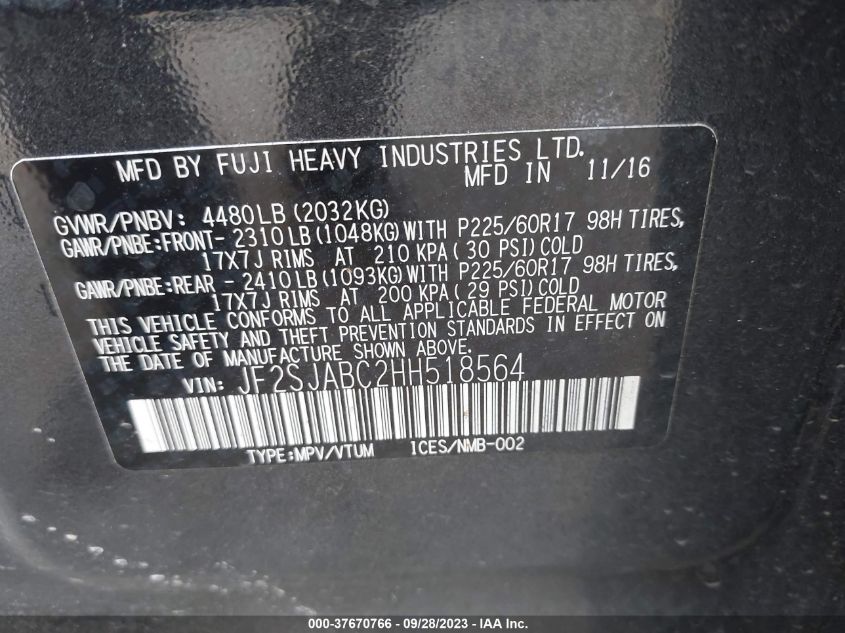 MFD BY FUJI HEAVY INDUSTRIES LTD.
MFD IN 11/16
GVWR/PNBV: 4480LB (2032KG)
GAWR/PNBE:FRONT- 2310LB(1048KG)WITH P225/60R17 98H TIRES,
17X7J RIMS AT 210 KPA( 30 PSI)COLD
GAWR/PNBE:REAR - 2410LB(1093KG)WITH P225/60R17 98H TIRES,
17X7J RIMS AT 200 KPA( 29 PSI)COLD
THIS VEHICLE CONFORMS TO ALL APPLICABLE FEDERAL MOTOR
VEHICLE SAFETY AND THEFT PREVENTION STANDARDS IN EFFECT ON
THE DATE OF MANUFACTURE SHOWN ABOVE.
VIN: JF2SJABC2HH518564
TYPE:MPV/VTUM ICES/NMB-002
000-37670766 - 09/28/2023 - IAA Inc.